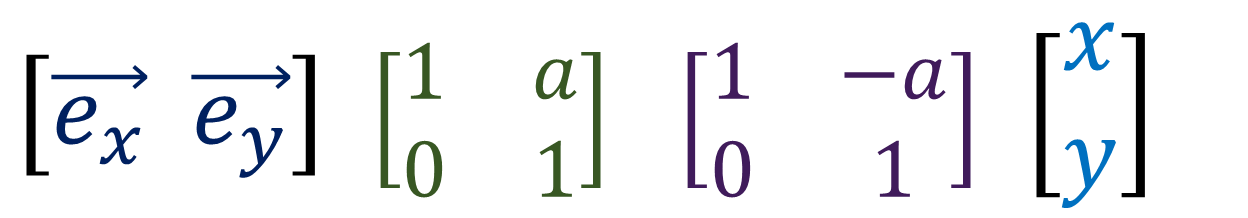 [e⃗ₓ e⃗ᵧ] [1 a] [1 −a] [x]
[0 1] [0 1] [y]